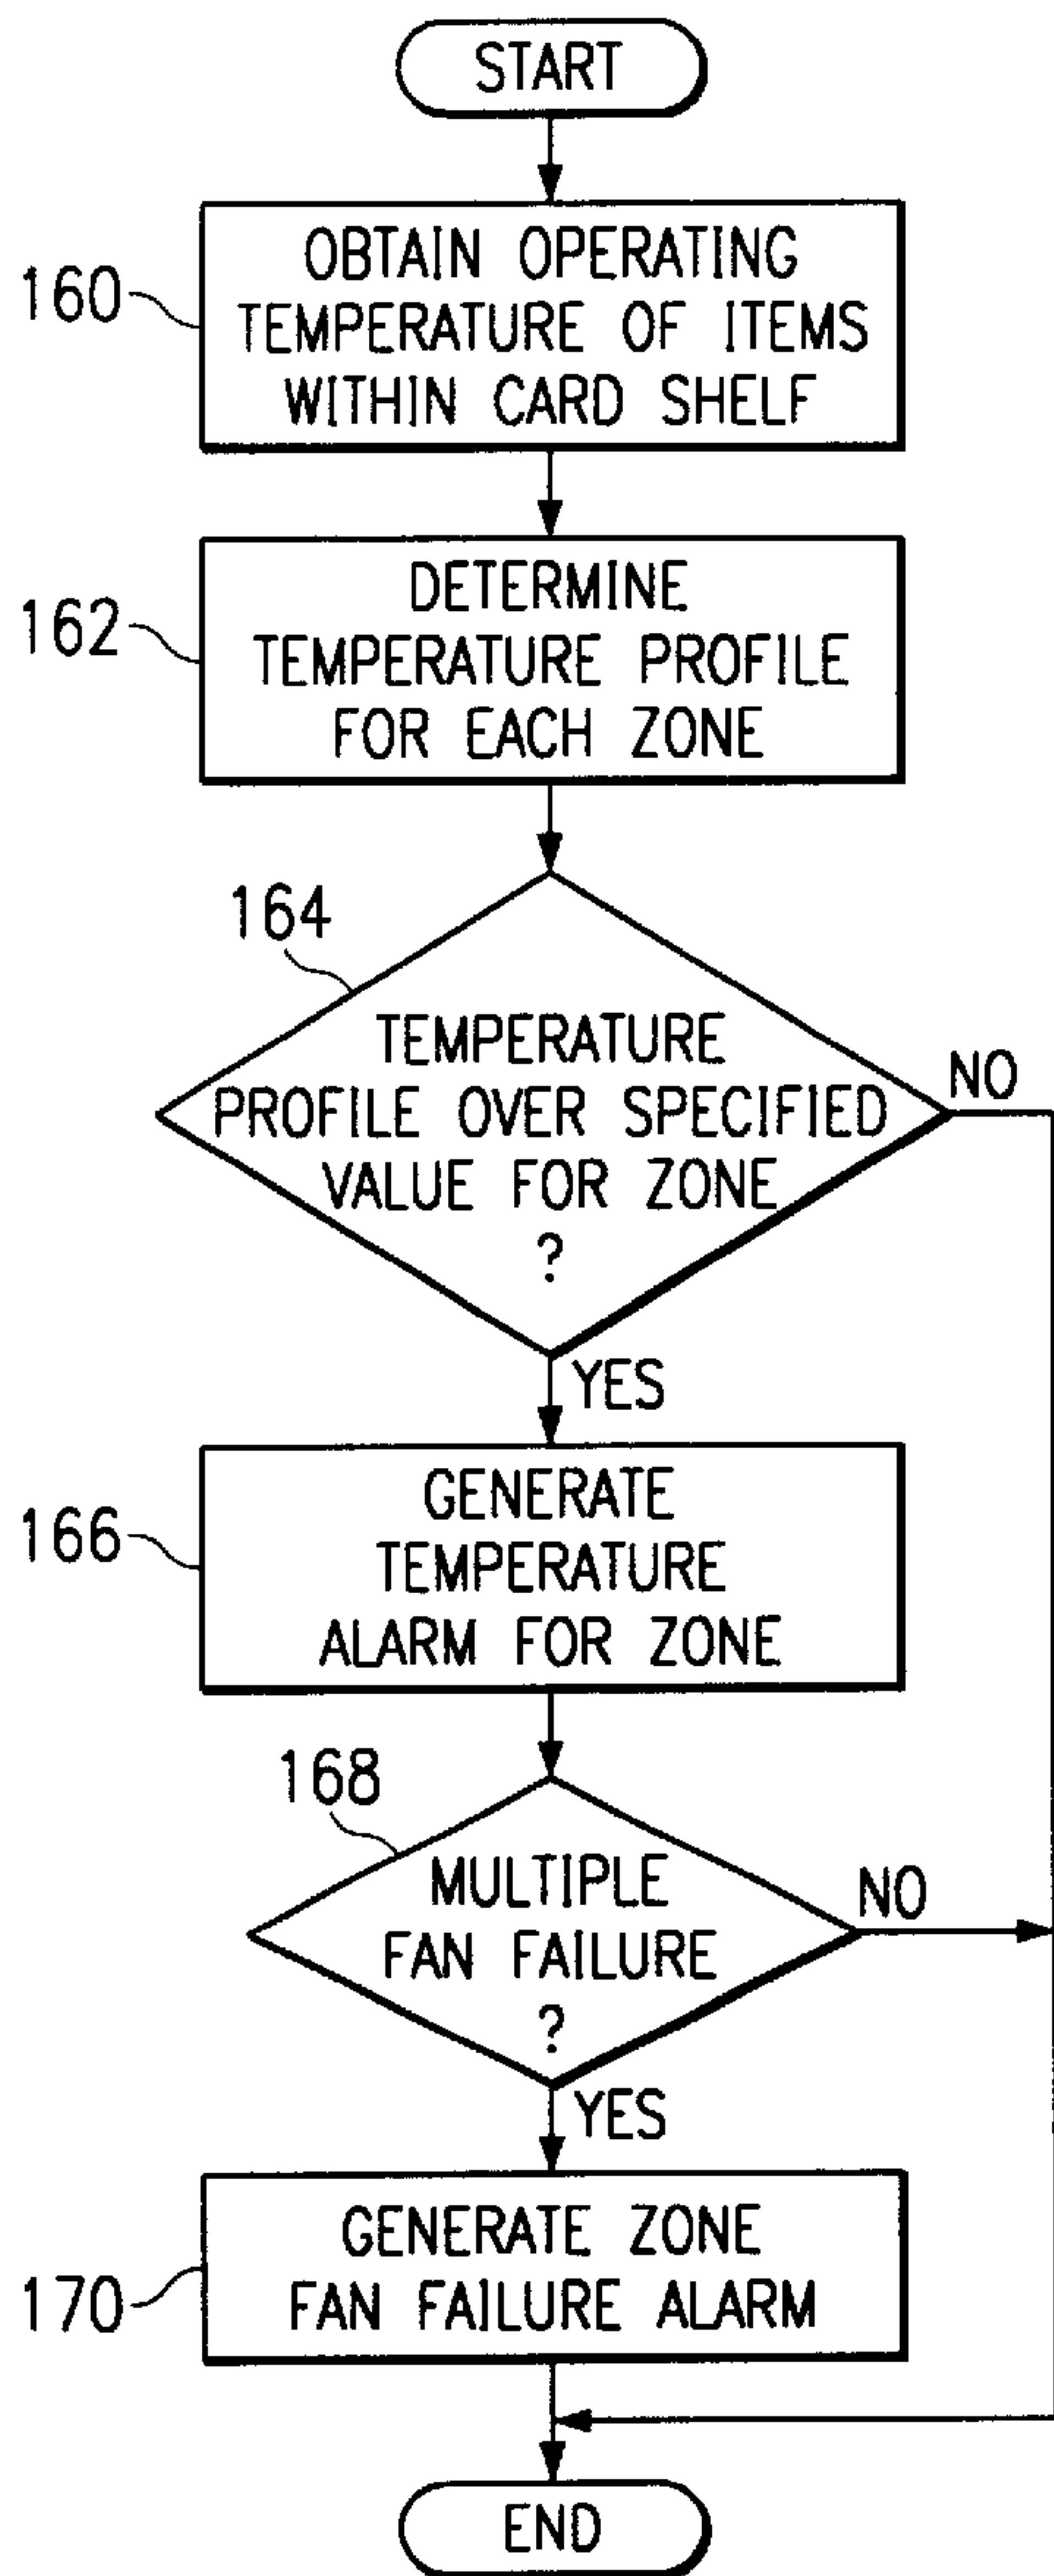 START
160
OBTAIN OPERATING
TEMPERATURE OF ITEMS
WITHIN CARD SHELF
162
DETERMINE
TEMPERATURE PROFILE
FOR EACH ZONE
164
TEMPERATURE
PROFILE OVER SPECIFIED
VALUE FOR ZONE
?
NO
YES
166
GENERATE
TEMPERATURE
ALARM FOR ZONE
168
MULTIPLE
FAN FAILURE
?
NO
YES
170
GENERATE ZONE
FAN FAILURE ALARM
END